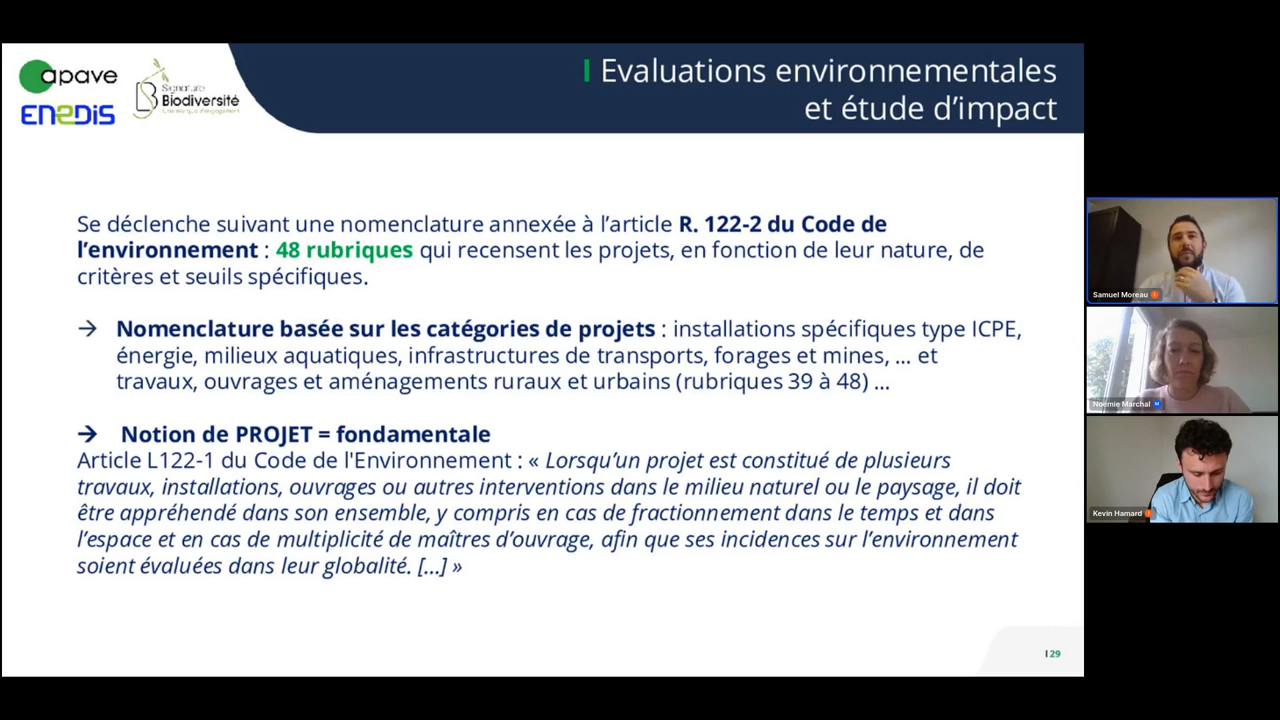 apave
Signature
Biodiversité
ENEDIS
Evaluations environnementales
et étude d'impact
Se déclenche suivant une nomenclature annexée à l'article R. 122-2 du Code de
l'environnement : 48 rubriques qui recensent les projets, en fonction de leur nature, de
critères et seuils spécifiques.
→ Nomenclature basée sur les catégories de projets : installations spécifiques type ICPE,
énergie, milieux aquatiques, infrastructures de transports, forages et mines, … et
travaux, ouvrages et aménagements ruraux et urbains (rubriques 39 à 48) …
→ Notion de PROJET = fondamentale
Article L122-1 du Code de l'Environnement : « Lorsqu'un projet est constitué de plusieurs
travaux, installations, ouvrages ou autres interventions dans le milieu naturel ou le paysage, il doit
être appréhendé dans son ensemble, y compris en cas de fractionnement dans le temps et dans
l'espace et en cas de multiplicité de maîtres d'ouvrage, afin que ses incidences sur l'environnement
soient évaluées dans leur globalité. [...] »
29
Samuel Moreau
Noémie Marchal
Kevin Hamard